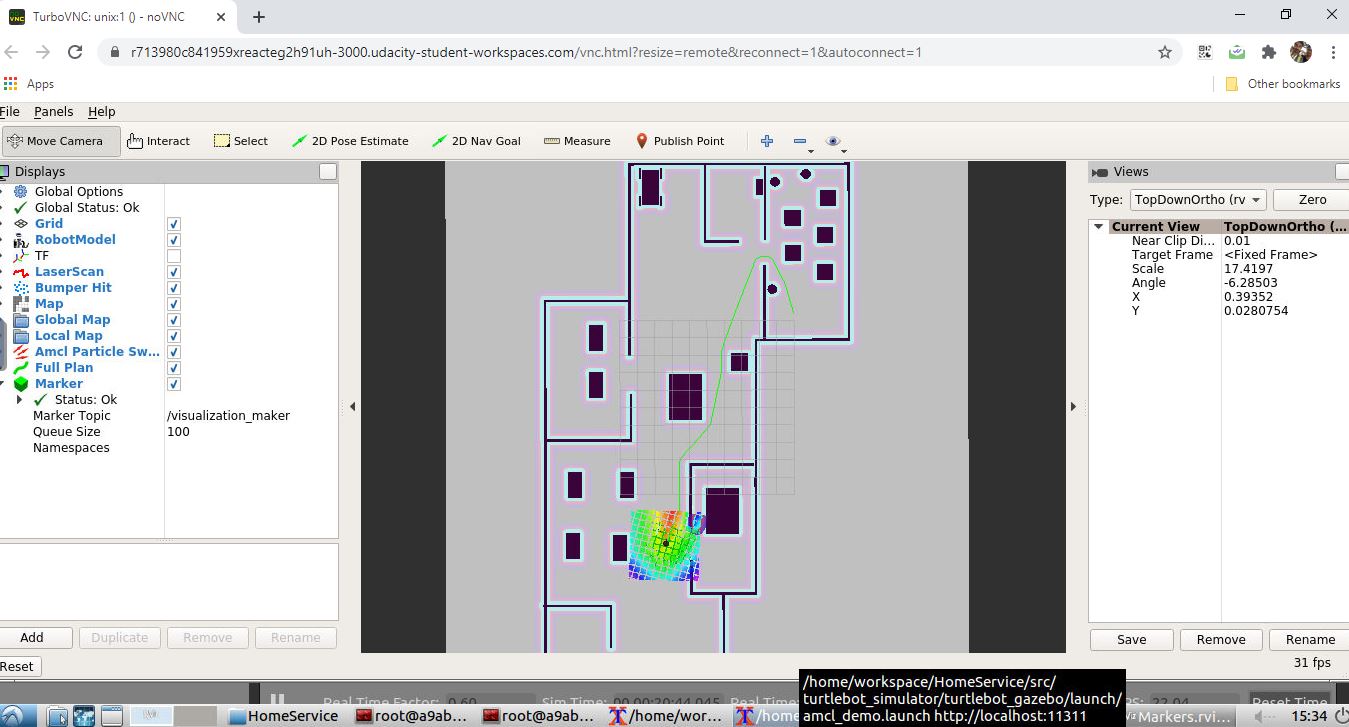 TurboVNC: unix:1 () - noVNC
r713980c841959xreacteg2h91uh-3000.udacity-student-workspaces.com/vnc.html?resize=remote&reconnect=1&autoconnect=1
Apps
Other bookmarks
File Panels Help
Move Camera Interact Select 2D Pose Estimate 2D Nav Goal Measure Publish Point
Displays
Global Options
Global Status: Ok
Grid
RobotModel
TF
LaserScan
Bumper Hit
Map
Global Map
Local Map
Amcl Particle Sw...
Full Plan
Marker
Status: Ok
Marker Topic /visualization_maker
Queue Size 100
Namespaces
Add Duplicate Remove Rename
Reset
Views
Type: TopDownOrtho (rv Zero
Current View TopDownOrtho (...
Near Clip Di... 0.01
Target Frame <Fixed Frame>
Scale 17.4197
Angle -6.28503
X 0.39352
Y 0.0280754
Save Remove Rename
31 fps
Real Time Factor: 0.60 Sim Time: 00:00:20:44.045 Real Time: FPS: 22.04 Reset Time
/home/workspace/HomeService/src/
turtlebot_simulator/turtlebot_gazebo/launch/
amcl_demo.launch http://localhost:11311
HomeService root@a9ab... root@a9ab... /home/wor... /home Markers.rvi... 15:34